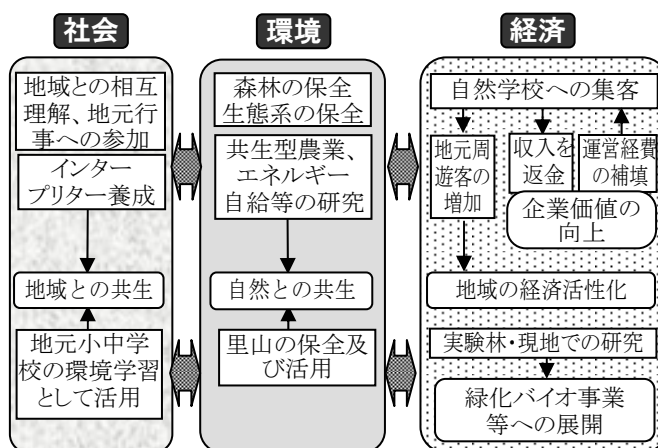 社会
地域との相互
理解、地元行
事への参加
インター
プリター養成
地域との共生
地元小中学
校の環境学習
として活用
環境
森林の保全
生態系の保全
共生型農業、
エネルギー
自給等の研究
自然との共生
里山の保全及
び活用
経済
自然学校への集客
地元周
遊客の
増加
収入を
返金
運営経費
の補填
企業価値の
向上
地域の経済活性化
実験林・現地での研究
緑化バイオ事業
等への展開